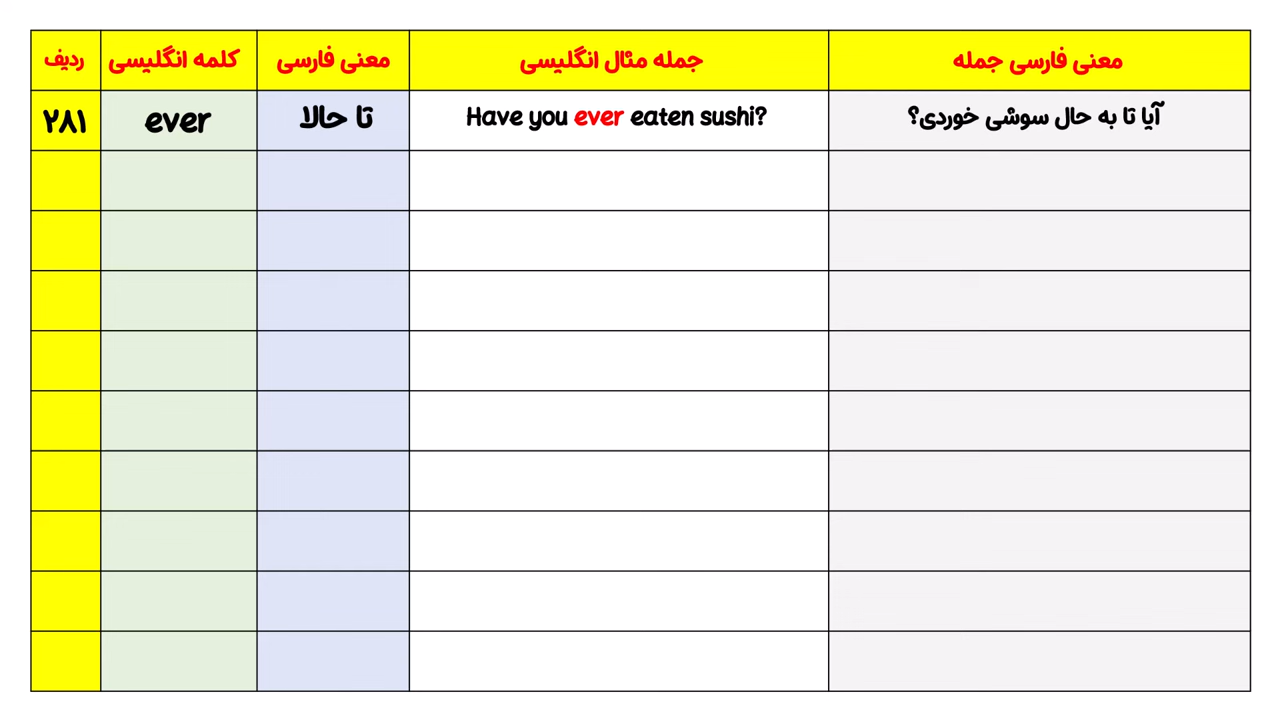 ردیف کلمه انگلیسی معنی فارسی جمله مثال انگلیسی معنی فارسی جمله
۲۸۱ ever تا حالا Have you ever eaten sushi? آیا تا به حال سوشی خوردی؟